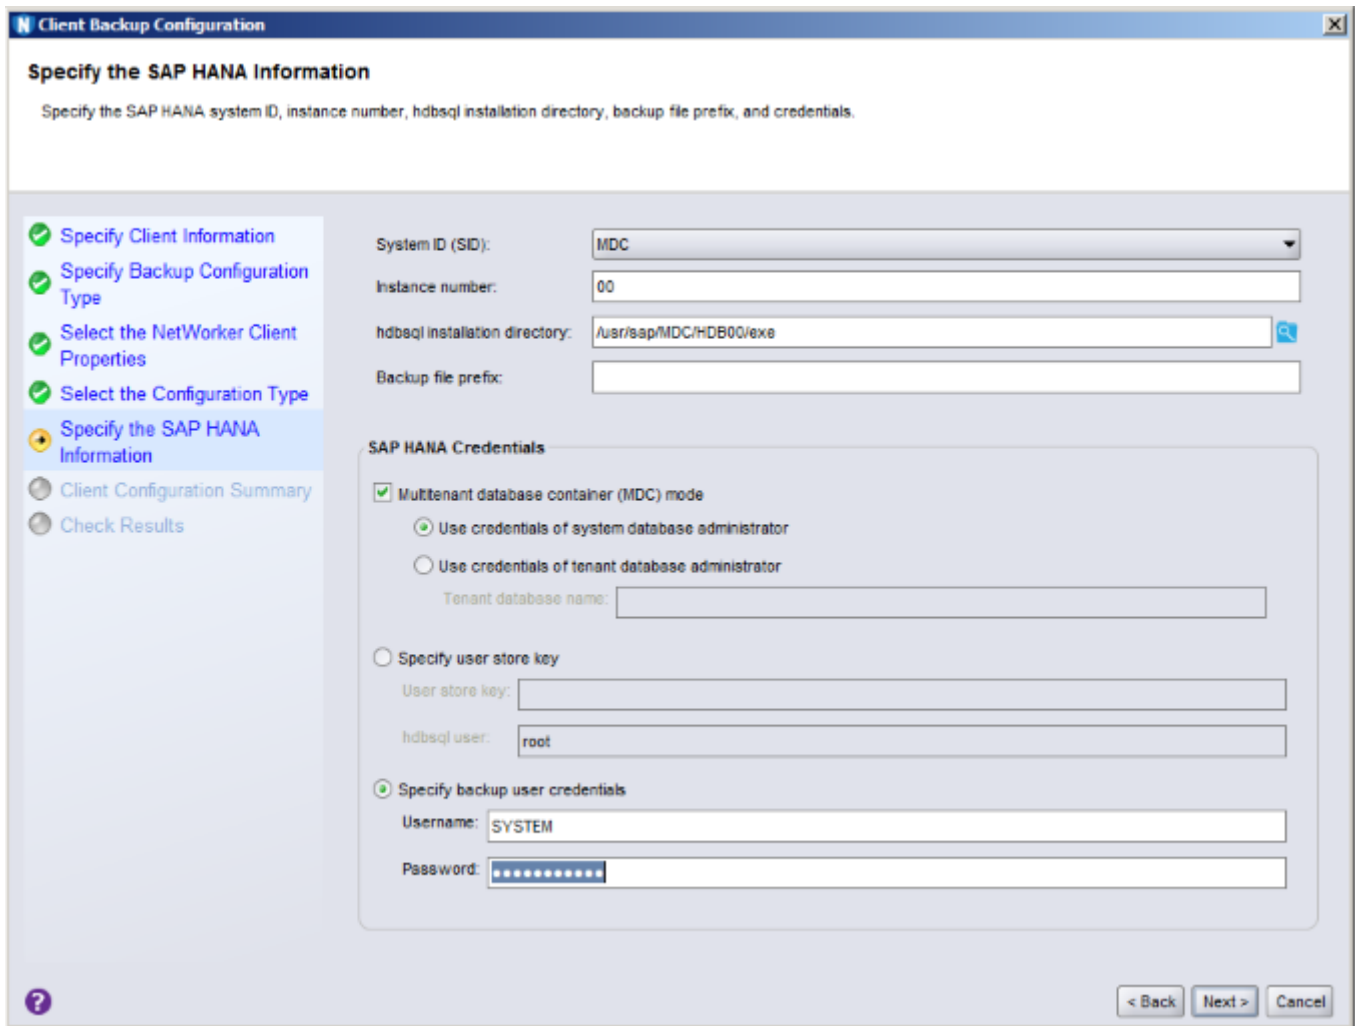 Client Backup Configuration
Specify the SAP HANA Information
Specify the SAP HANA system ID, instance number, hdbsql installation directory, backup file prefix, and credentials.
Specify Client Information
Specify Backup Configuration
Type
Select the NetWorker Client
Properties
Select the Configuration Type
Specify the SAP HANA
Information
Client Configuration Summary
Check Results
System ID (SID): MDC
Instance number: 00
hdbsql installation directory: /usr/sap/MDC/HDB00/exe
Backup file prefix:
SAP HANA Credentials
Multitenant database container (MDC) mode
Use credentials of system database administrator
Use credentials of tenant database administrator
Tenant database name:
Specify user store key
User store key:
hdbsql user: root
Specify backup user credentials
Username: SYSTEM
Password: •••••••••••
? < Back Next > Cancel